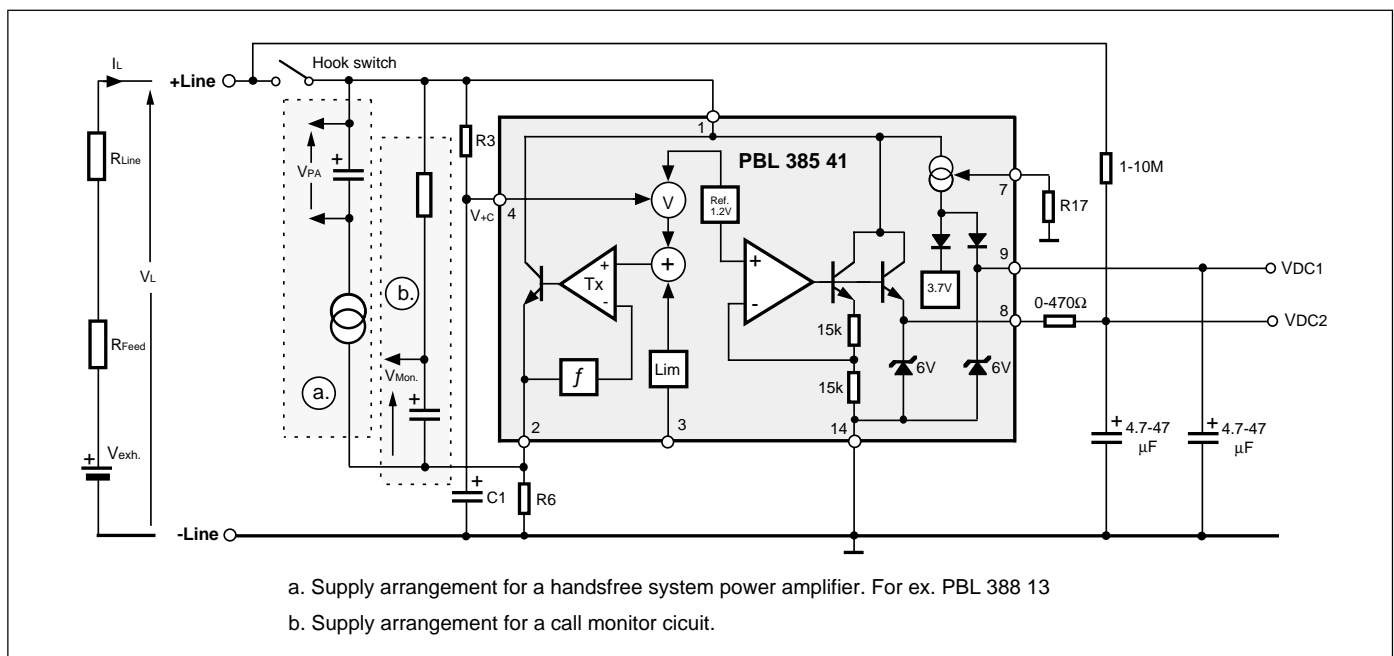 IL
+Line
Hook switch
RLine
VPA
R3
1
PBL 385 41
1-10M
V+C
4
V
Ref.
1.2V
7
R17
VL
b.
Tx
+
-
+
+
-
9
VDC1
3.7V
0-470Ω
8
VDC2
RFeed
a.
VMon.
ƒ
Lim
15k
15k
6V
6V
2
3
14
+
4.7-47
µF
+
4.7-47
µF
+
Vexh.
+
+
+
C1
R6
-Line
a. Supply arrangement for a handsfree system power amplifier. For ex. PBL 388 13
b. Supply arrangement for a call monitor cicuit.